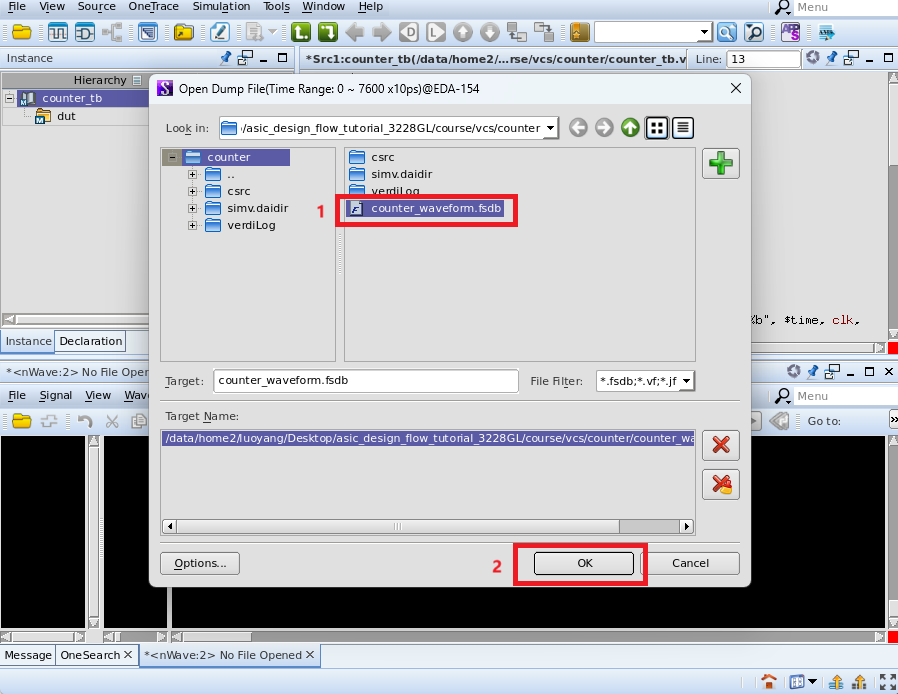 File View Source OneTrace Simulation Tools Window Help Menu
Instance
*Src1:counter_tb(/data/home2/...rse/vcs/counter/counter_tb.v Line: 13
Hierarchy
counter_tb
dut
Open Dump File(Time Range: 0 ~ 7600 x10ps)@EDA-154
Look in: /asic_design_flow_tutorial_3228GL/course/vcs/counter
counter
..
csrc
simv.daidir
verdiLog
csrc
simv.daidir
verdiLog
1
counter_waveform.fsdb
%b", $time, clk,
Instance Declaration
Target: counter_waveform.fsdb File Filter: *.fsdb;*.vf;*.jf
*<nWave:2> No File Open
File Signal View Wav Menu
Go to:
Target Name:
/data/home2/luoyang/Desktop/asic_design_flow_tutorial_3228GL/course/vcs/counter/counter_wa
Options... 2 OK Cancel
Message OneSearch *<nWave:2> No File Opened